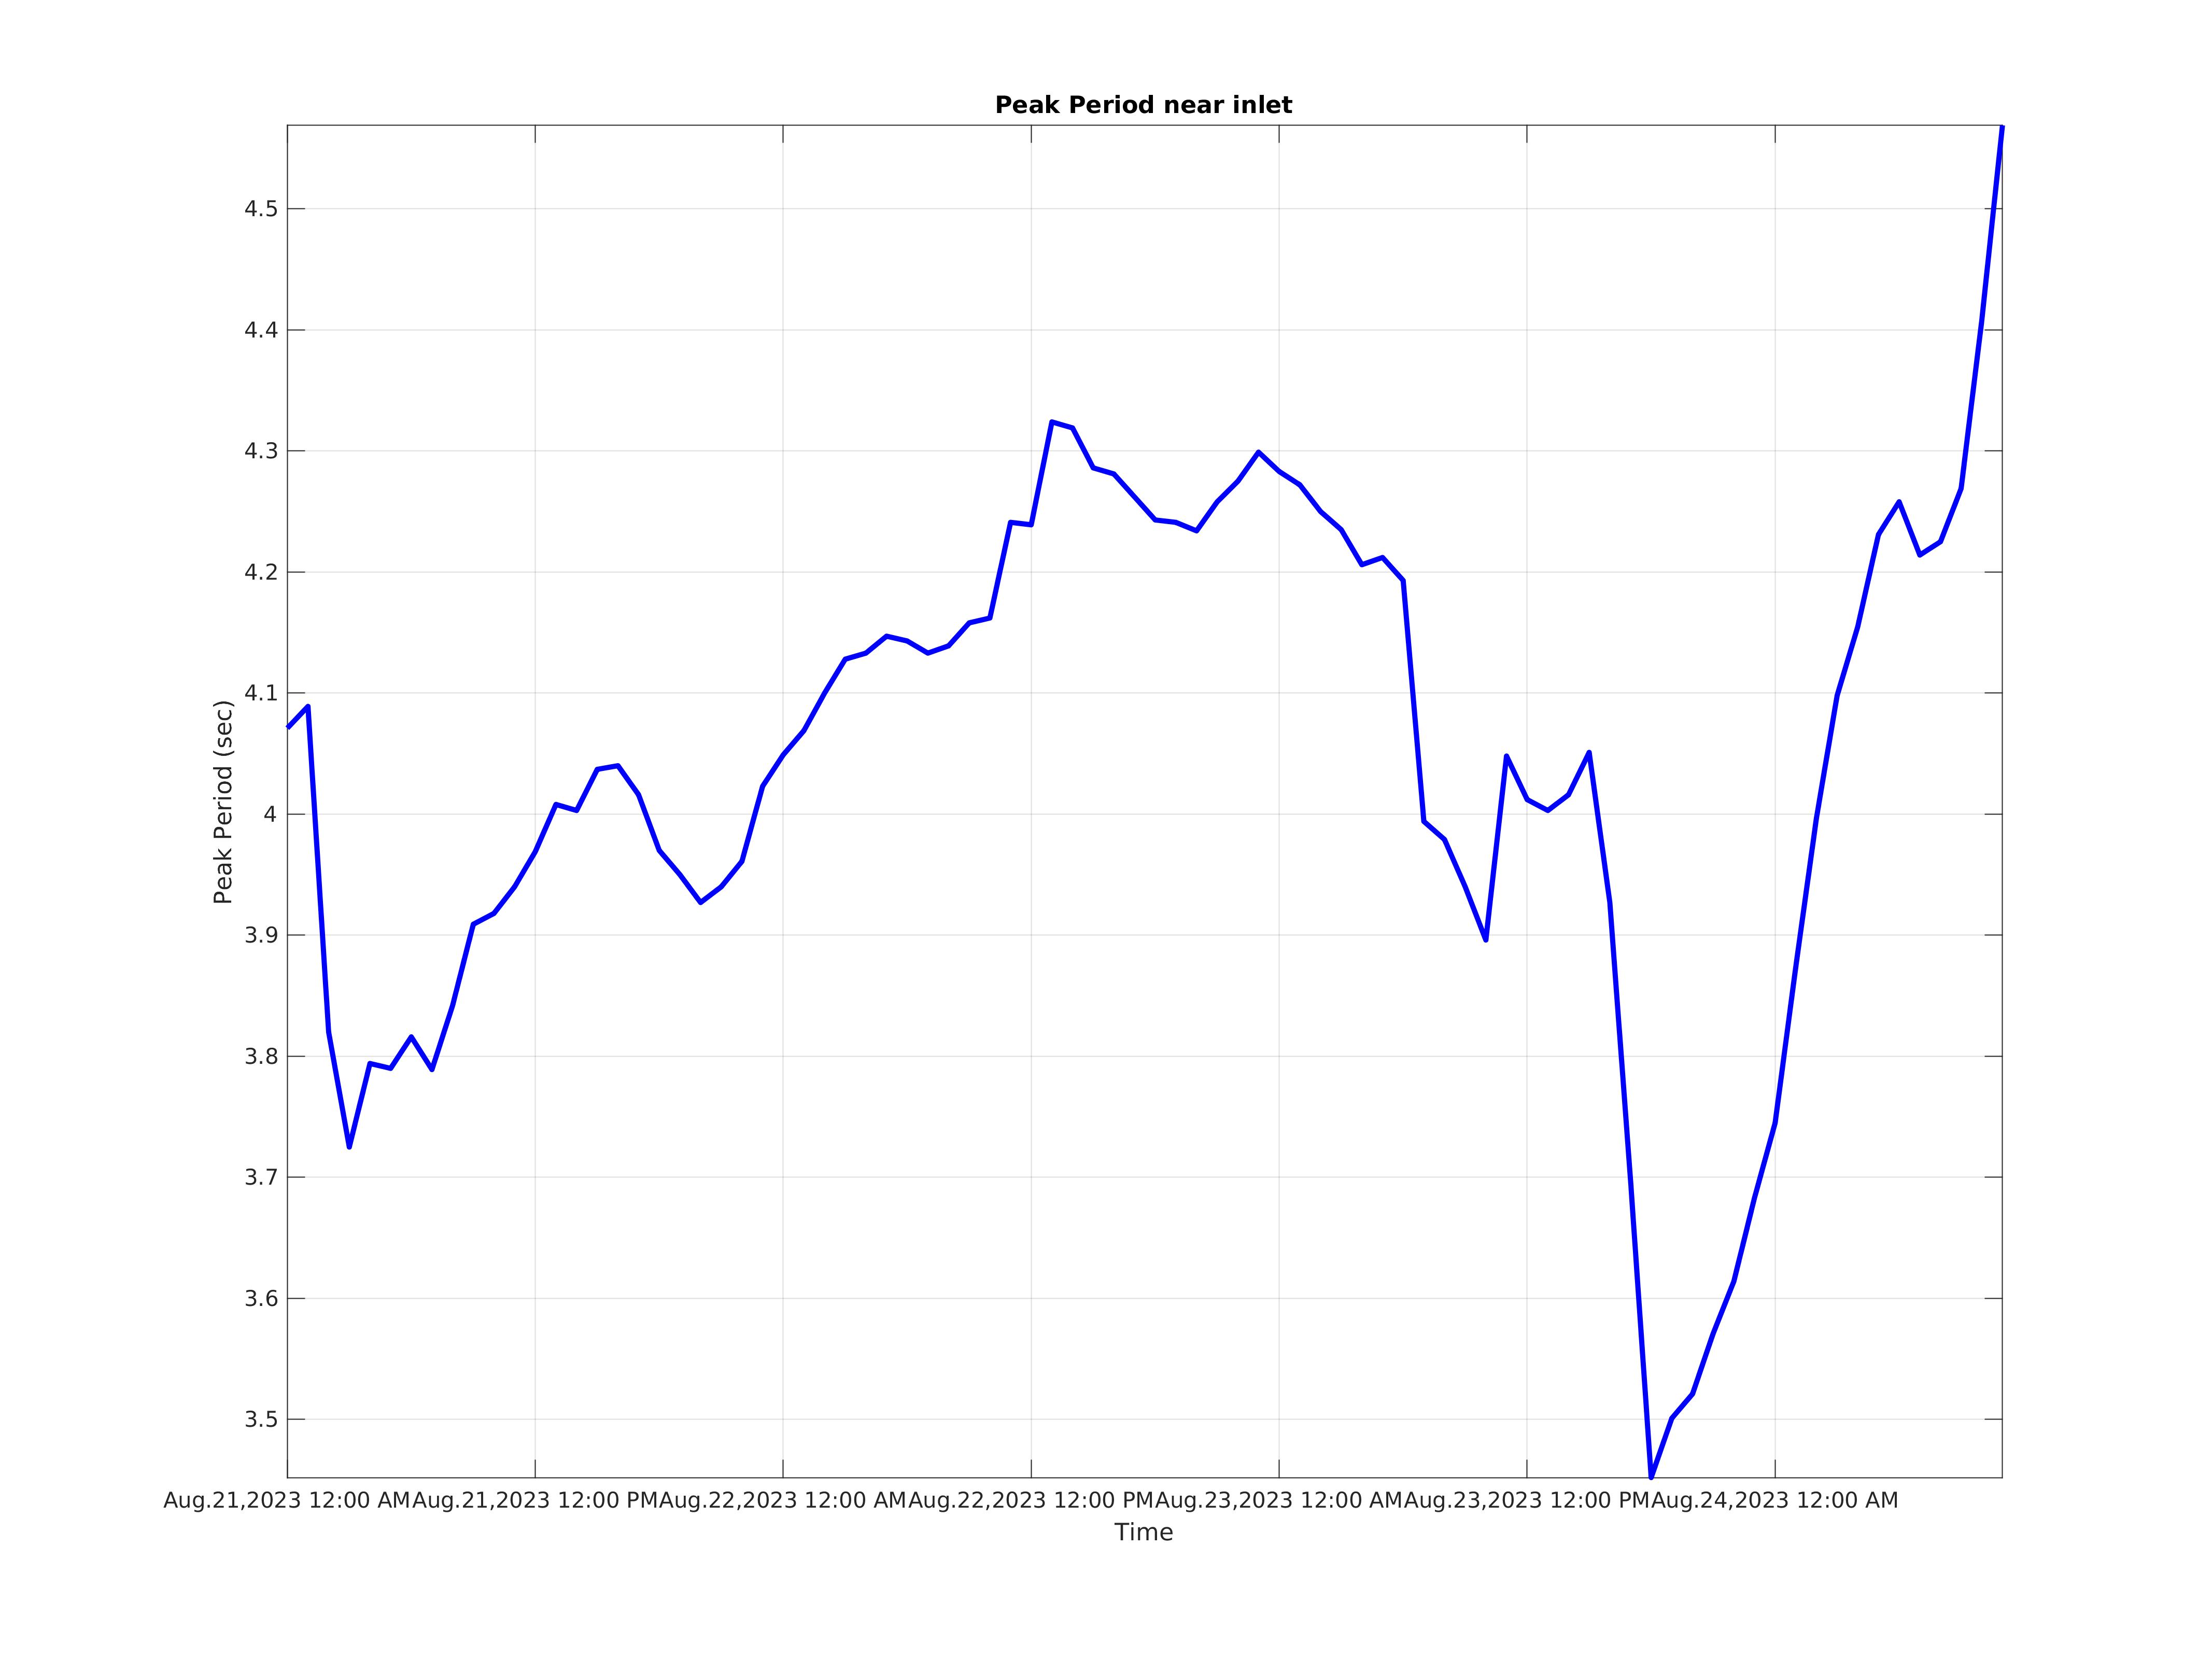 Peak Period near inlet
4.5
4.4
4.3
4.2
4.1
4
3.9
3.8
3.7
3.6
3.5
Peak Period (sec)
Aug.21,2023 12:00 AM
Aug.21,2023 12:00 PM
Aug.22,2023 12:00 AM
Aug.22,2023 12:00 PM
Aug.23,2023 12:00 AM
Aug.23,2023 12:00 PM
Aug.24,2023 12:00 AM
Time